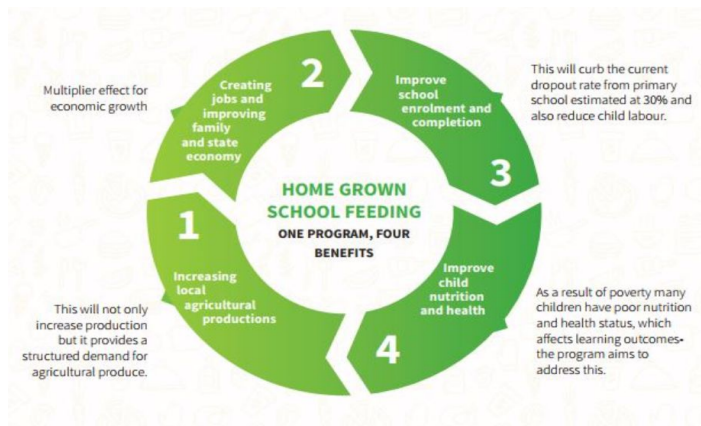 HOME GROWN
SCHOOL FEEDING
ONE PROGRAM, FOUR
BENEFITS
1
Increasing
local
agricultural
productions
This will not only
increase production
but it provides a
structured demand for
agricultural produce.
2
Creating
jobs and
improving
family
and state
economy
Multiplier effect for
economic growth
Improve
school
enrolment and
completion
3
This will curb the current
dropout rate from primary
school estimated at 30% and
also reduce child labour.
Improve
child
nutrition
and health
4
As a result of poverty many
children have poor nutrition
and health status, which
affects learning outcomes-
the program aims to
address this.